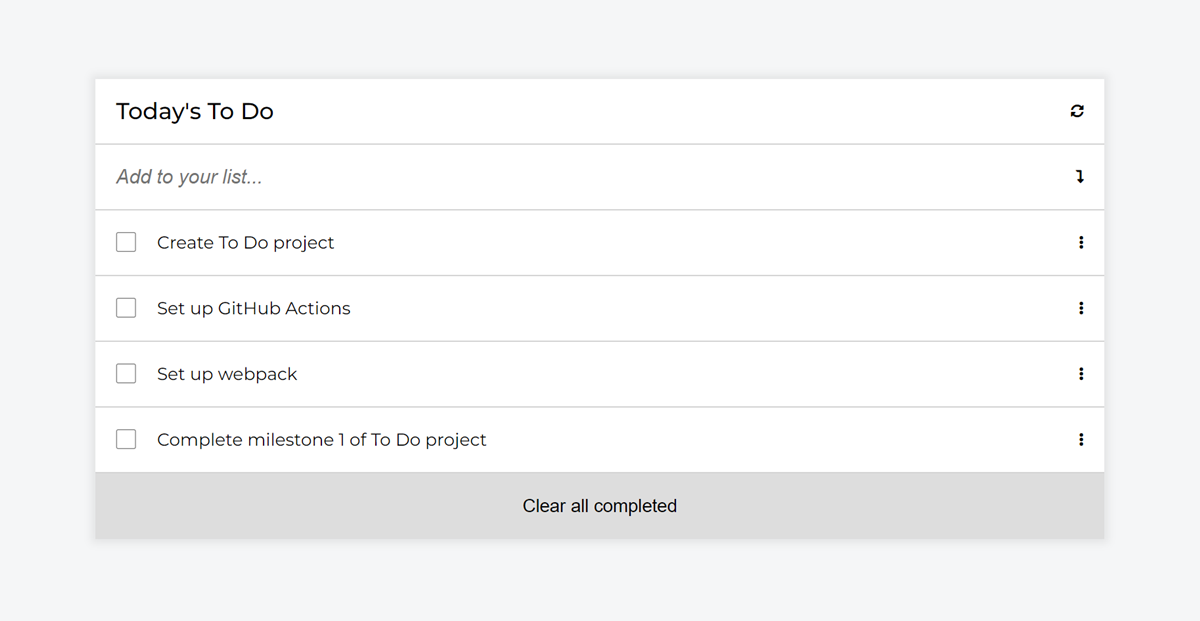 Today's To Do
Add to your list...
Create To Do project
Set up GitHub Actions
Set up webpack
Complete milestone 1 of To Do project
Clear all completed